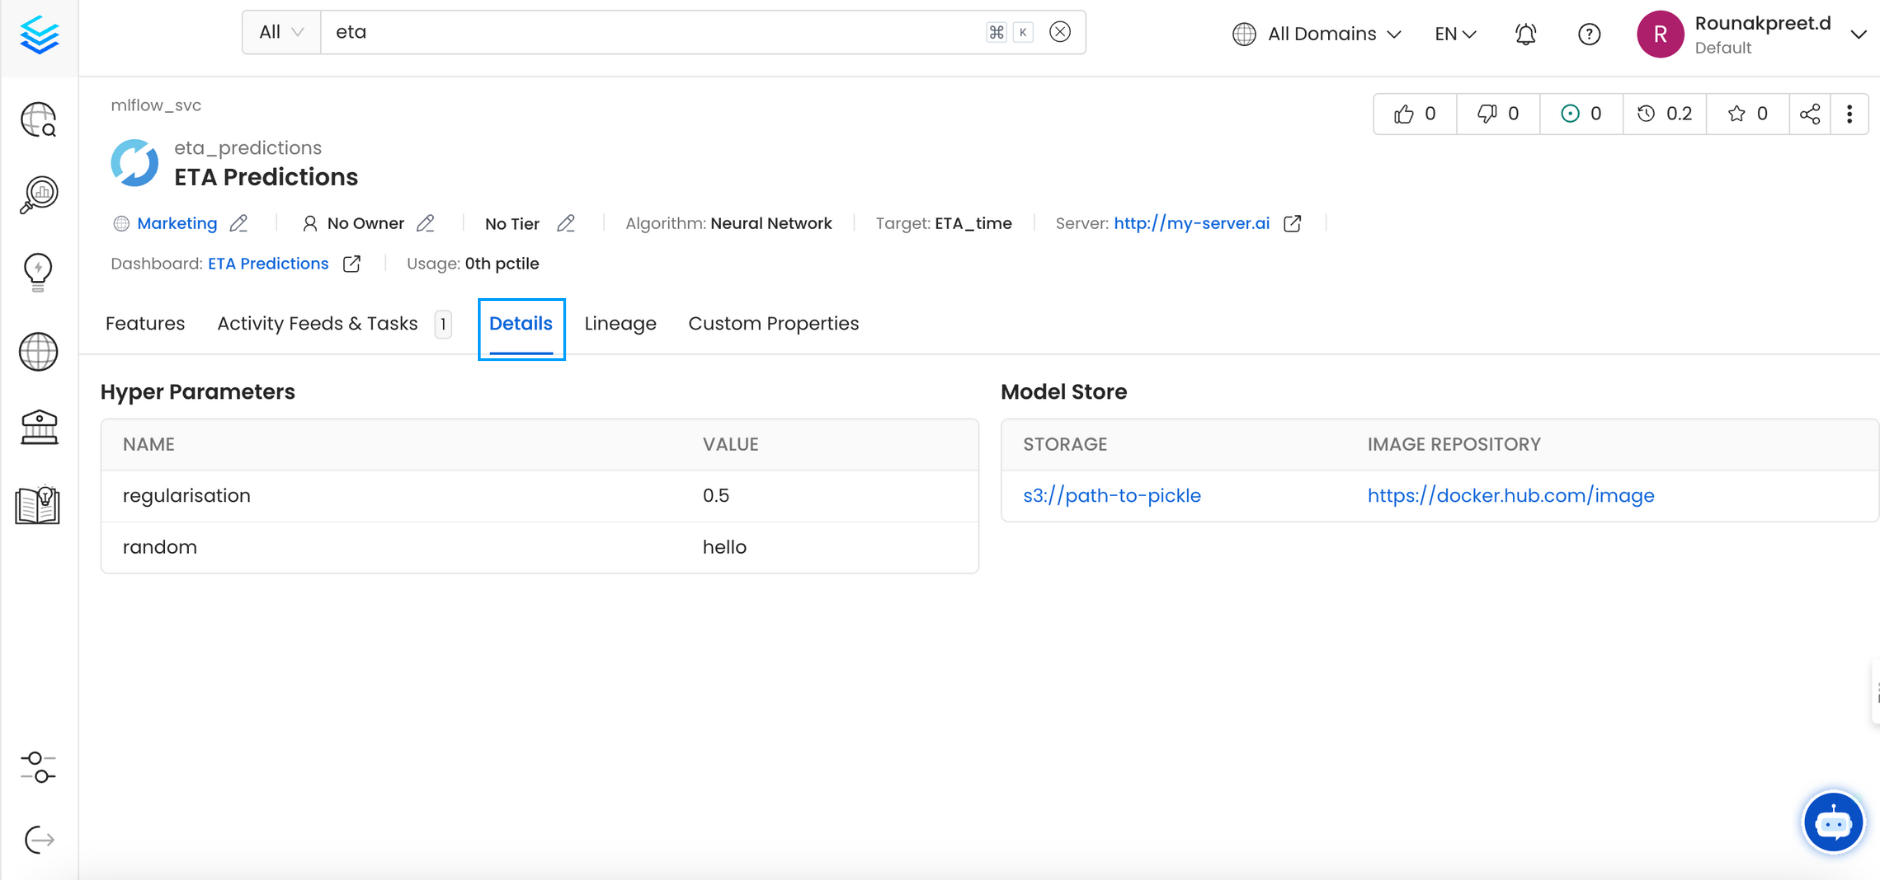 All eta ⌘ K All Domains EN R Rounakpreet.d
Default
mlflow_svc 0 0 0 0.2 0
eta_predictions
ETA Predictions
Marketing No Owner No Tier Algorithm: Neural Network Target: ETA_time Server: http://my-server.ai
Dashboard: ETA Predictions Usage: 0th pctile
Features Activity Feeds & Tasks 1 Details Lineage Custom Properties
Hyper Parameters Model Store
NAME VALUE STORAGE IMAGE REPOSITORY
regularisation 0.5 s3://path-to-pickle https://docker.hub.com/image
random hello